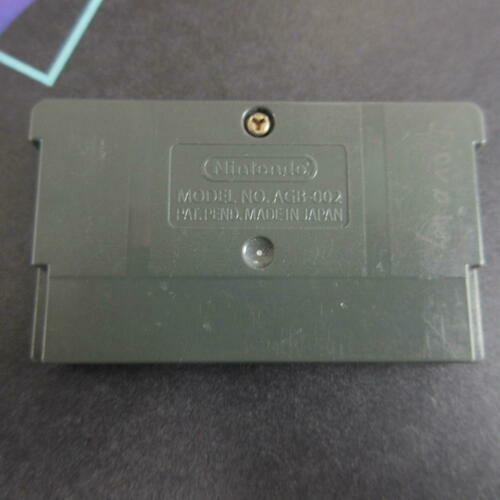 Nintendo
MODEL NO. AGB-002
PAT. PEND. MADE IN JAPAN